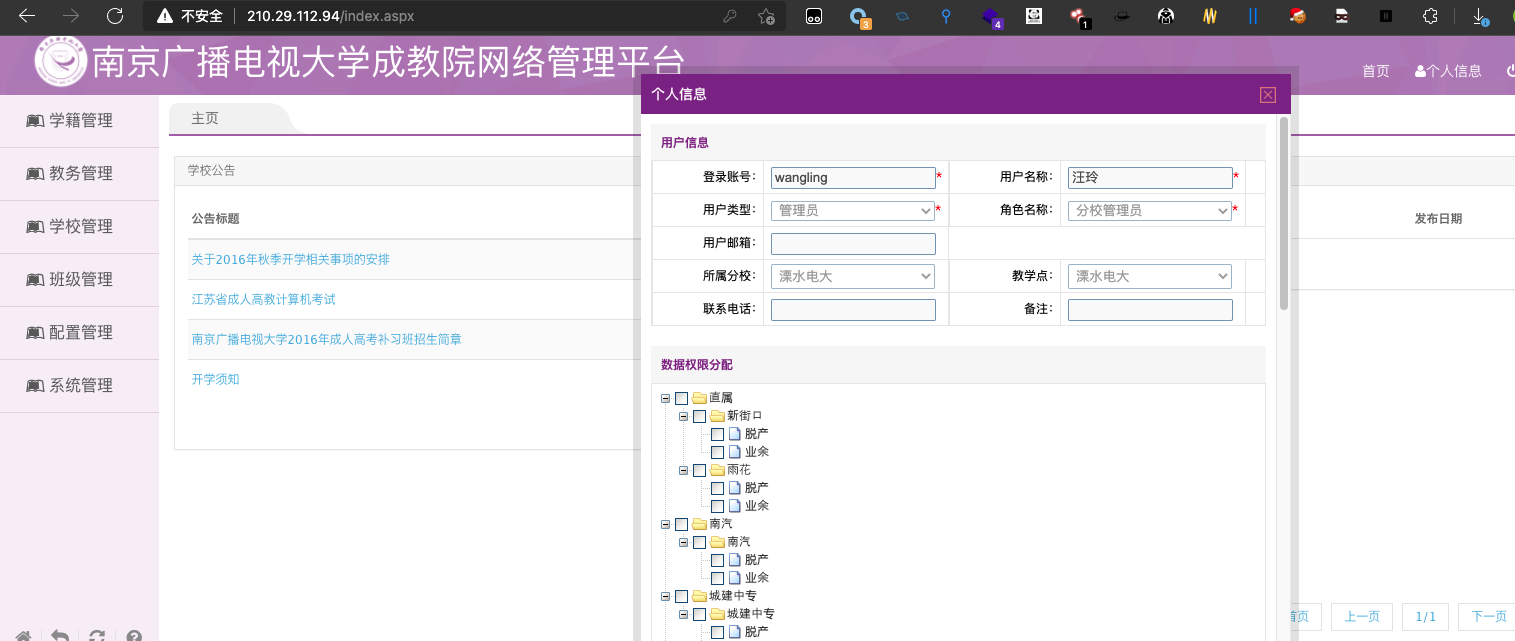 不安全 210.29.112.94/index.aspx
3
4
1
南京广播电视大学成教院网络管理平台
首页 个人信息
学籍管理
教务管理
学校管理
班级管理
配置管理
系统管理
主页
学校公告
公告标题 发布日期
关于2016年秋季开学相关事项的安排
江苏省成人高教计算机考试
南京广播电视大学2016年成人高考补习班招生简章
开学须知
个人信息
用户信息
登录账号: wangling* 用户名称: 汪玲*
用户类型: 管理员* 角色名称: 分校管理员*
用户邮箱:
所属分校: 溧水电大 教学点: 溧水电大
联系电话: 备注:
数据权限分配
直属
新街口
脱产
业余
雨花
脱产
业余
南汽
南汽
脱产
业余
城建中专
城建中专
脱产
首页 上一页 1/1 下一页